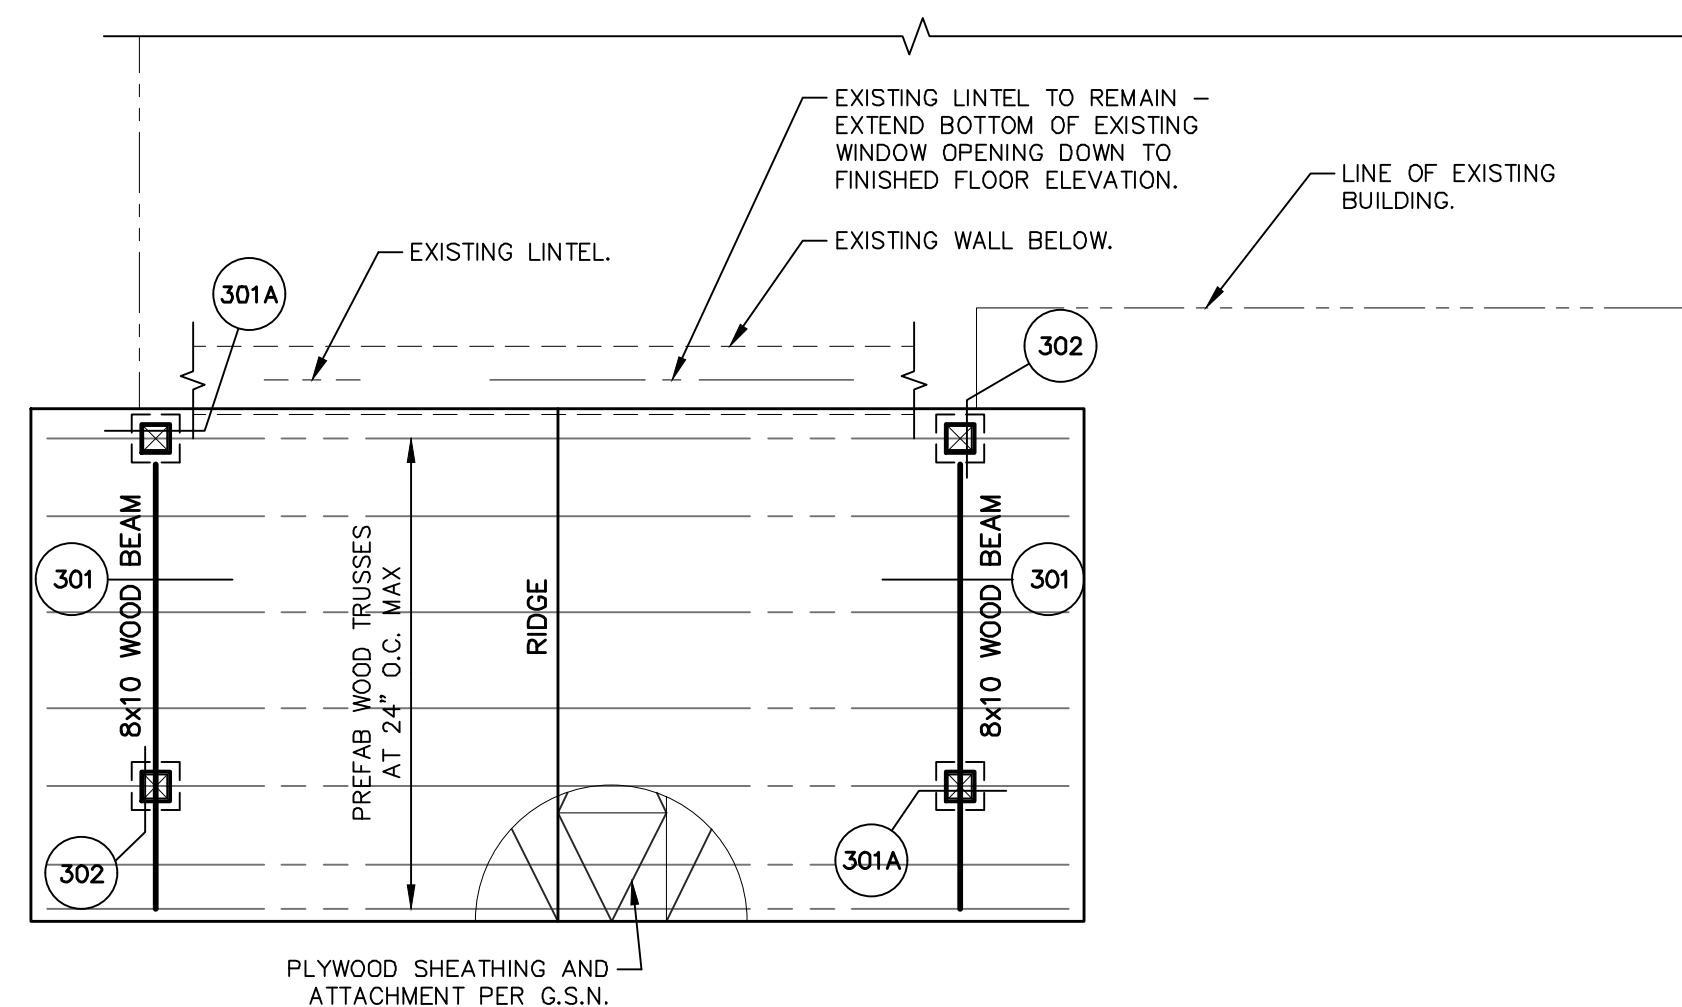 EXISTING LINTEL TO REMAIN –
EXTEND BOTTOM OF EXISTING
WINDOW OPENING DOWN TO
FINISHED FLOOR ELEVATION.
LINE OF EXISTING
BUILDING.
EXISTING WALL BELOW.
EXISTING LINTEL.
301A
302
8x10 WOOD BEAM
301
PREFAB WOOD TRUSSES
AT 24" O.C. MAX
RIDGE
8x10 WOOD BEAM
301
302
301A
PLYWOOD SHEATHING AND
ATTACHMENT PER G.S.N.